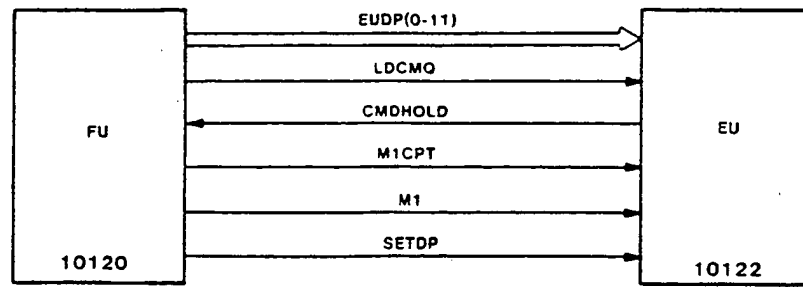 EUDP(0-11)
LDCMQ
CMDHOLD
FU
EU
M1CPT
M1
SETDP
10120
10122